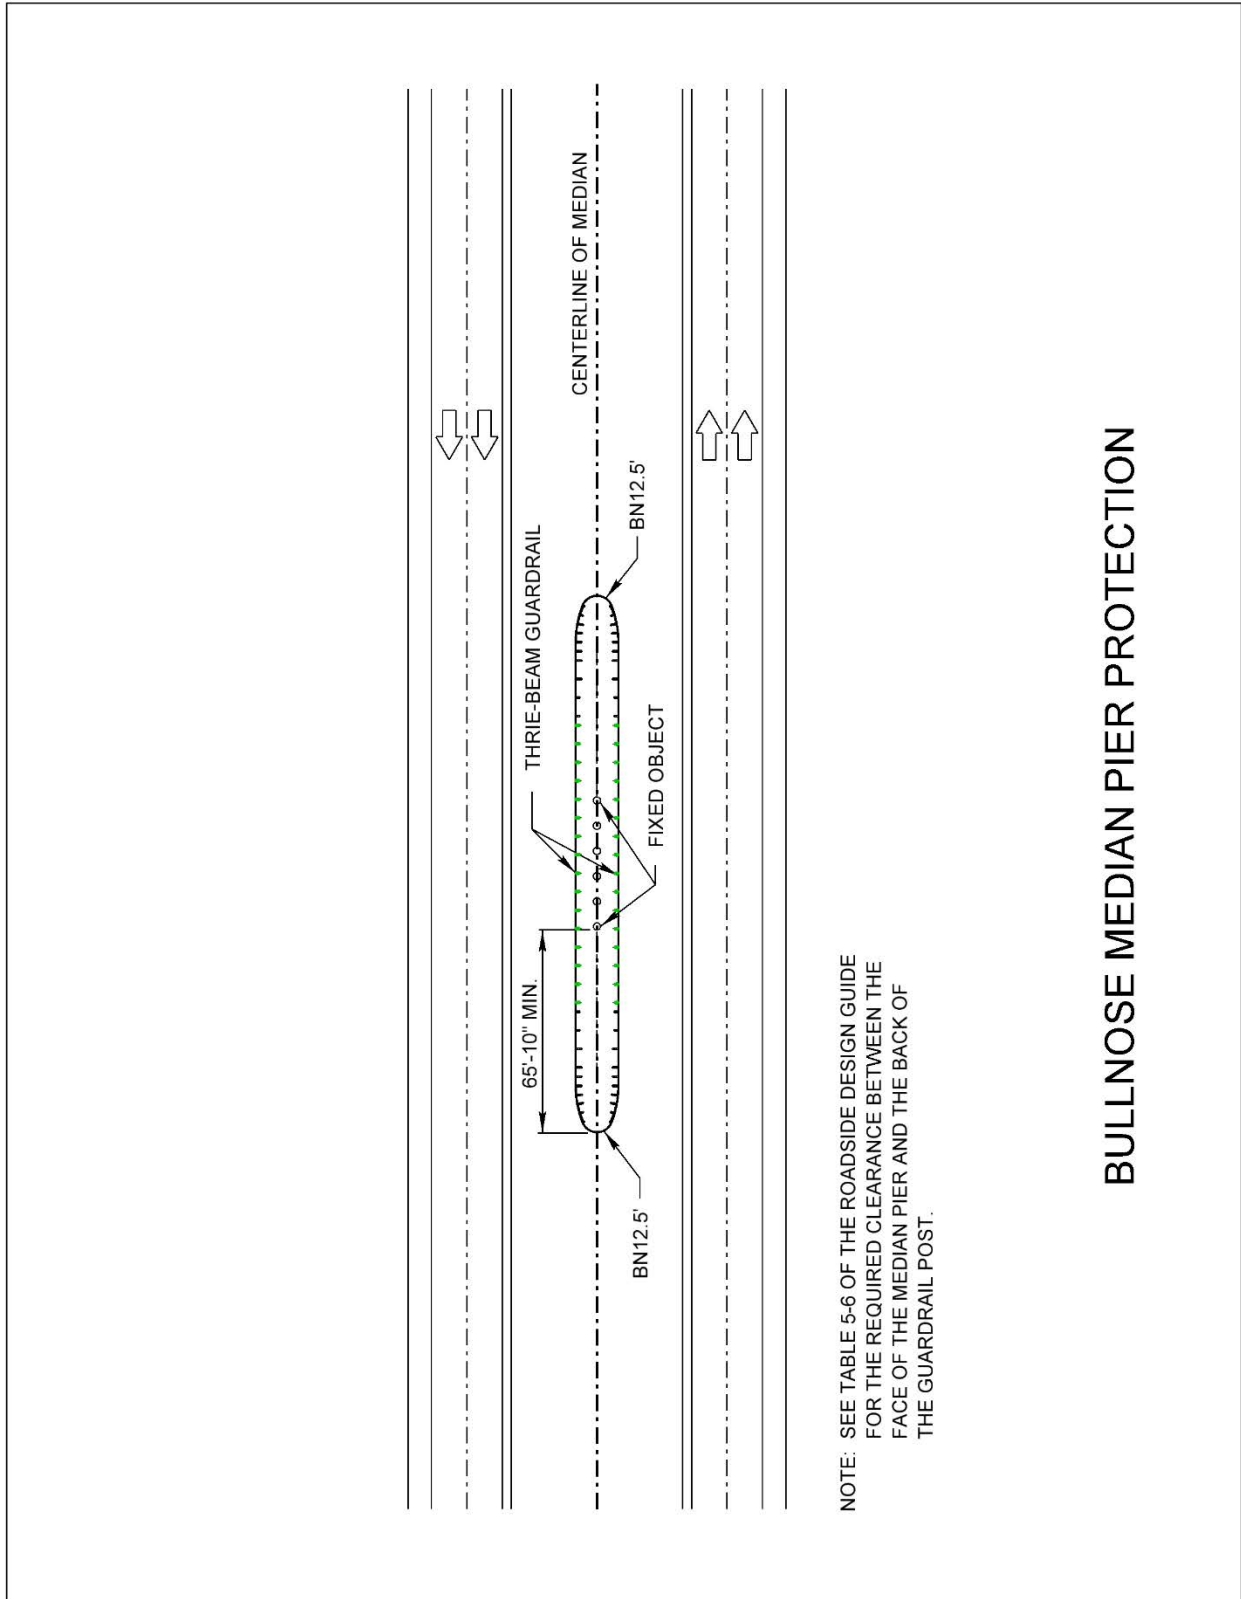 CENTERLINE OF MEDIAN
THRIE-BEAM GUARDRAIL
BN12.5'
65'-10" MIN.
FIXED OBJECT
BN12.5'
NOTE: SEE TABLE 5-6 OF THE ROADSIDE DESIGN GUIDE
FOR THE REQUIRED CLEARANCE BETWEEN THE
FACE OF THE MEDIAN PIER AND THE BACK OF
THE GUARDRAIL POST.
BULLNOSE MEDIAN PIER PROTECTION